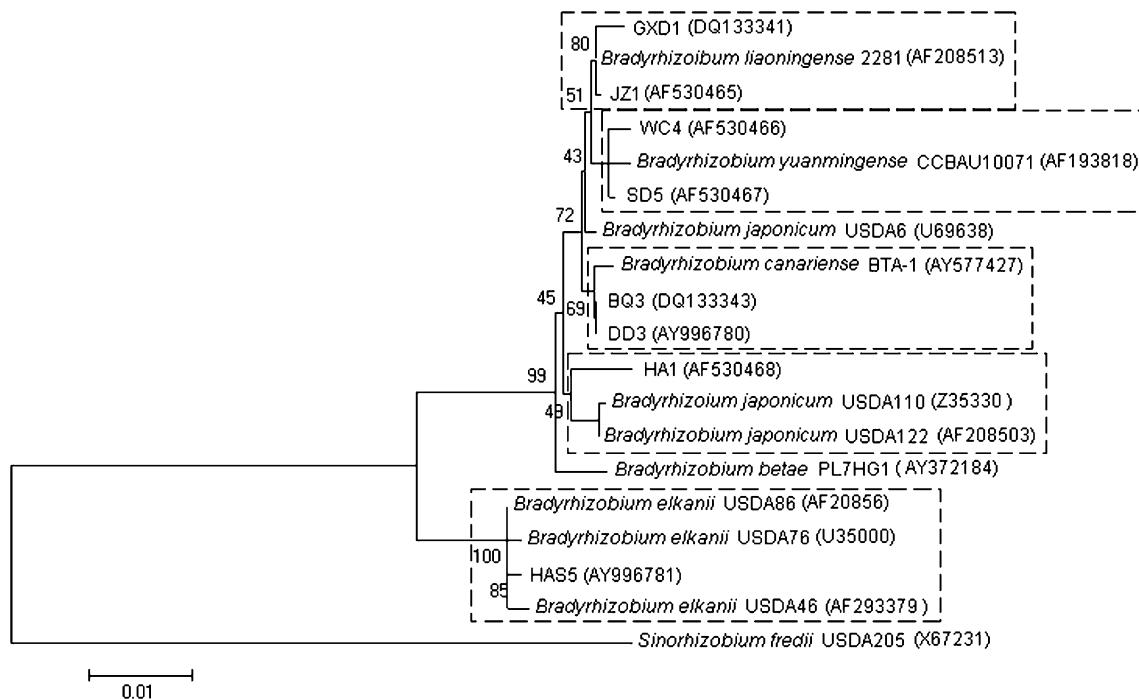 GXD1 (DQ133341)
80
Bradyrhizoibum liaoningense 2281 (AF208513)
51
JZ1 (AF530465)
WC4 (AF530466)
43
Bradyrhizobium yuanmingense CCBAU10071 (AF193818)
SD5 (AF530467)
72
Bradyrhizobium japonicum USDA6 (U69638)
Bradyrhizobium canariense BTA-1 (AY577427)
45
69
BQ3 (DQ133343)
DD3 (AY996780)
99
HA1 (AF530468)
Bradyrhizoium japonicum USDA110 (Z35330)
49
Bradyrhizobium japonicum USDA122 (AF208503)
Bradyrhizobium betae PL7HG1 (AY372184)
Bradyrhizobium elkanii USDA86 (AF20856)
Bradyrhizobium elkanii USDA76 (U35000)
100
HAS5 (AY996781)
85
Bradyrhizobium elkanii USDA46 (AF293379)
Sinorhizobium fredii USDA205 (X67231)
0.01